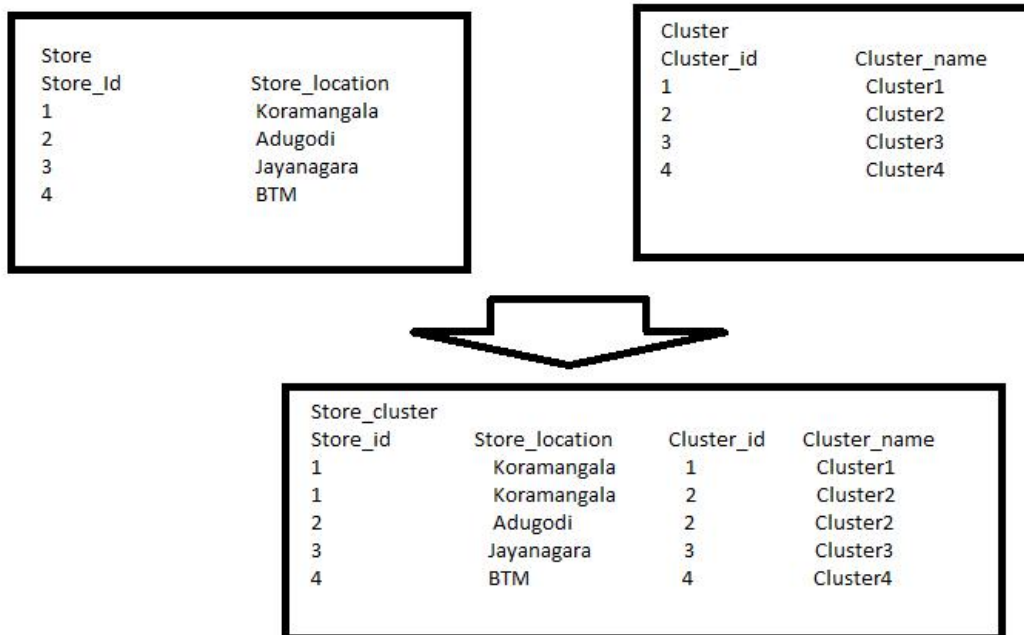 Store
Store_Id Store_location
1 Koramangala
2 Adugodi
3 Jayanagara
4 BTM
Cluster
Cluster_id Cluster_name
1 Cluster1
2 Cluster2
3 Cluster3
4 Cluster4
Store_cluster
Store_id Store_location Cluster_id Cluster_name
1 Koramangala 1 Cluster1
1 Koramangala 2 Cluster2
2 Adugodi 2 Cluster2
3 Jayanagara 3 Cluster3
4 BTM 4 Cluster4